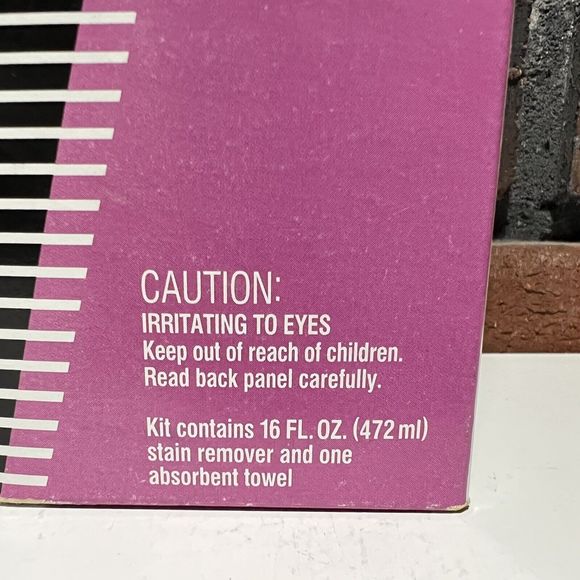 CAUTION:
IRRITATING TO EYES
Keep out of reach of children.
Read back panel carefully.
Kit contains 16 FL. OZ. (472 ml)
stain remover and one
absorbent towel